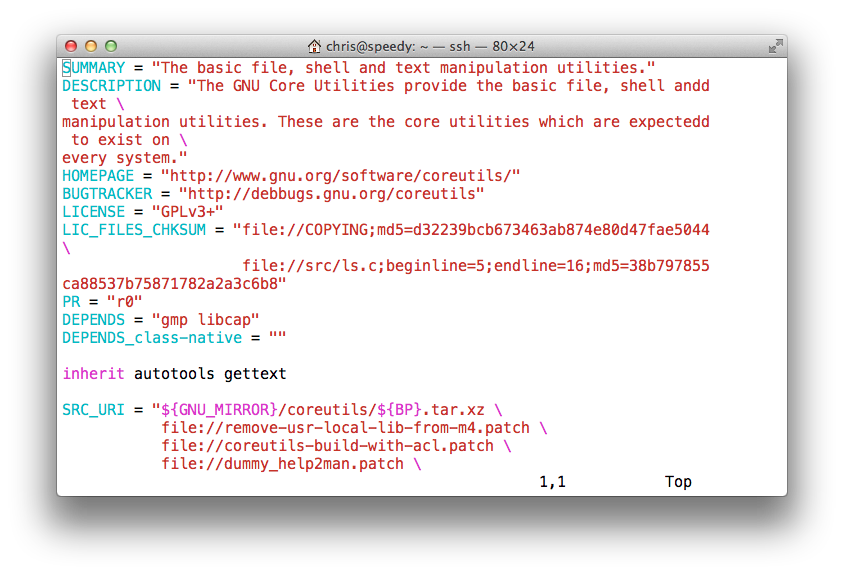 chris@speedy: ~ — ssh — 80×24
SUMMARY = "The basic file, shell and text manipulation utilities."
DESCRIPTION = "The GNU Core Utilities provide the basic file, shell andd
 text \
manipulation utilities. These are the core utilities which are expectedd
 to exist on \
every system."
HOMEPAGE = "http://www.gnu.org/software/coreutils/"
BUGTRACKER = "http://debbugs.gnu.org/coreutils"
LICENSE = "GPLv3+"
LIC_FILES_CHKSUM = "file://COPYING;md5=d32239bcb673463ab874e80d47fae5044
\
                    file://src/ls.c;beginline=5;endline=16;md5=38b797855
ca88537b75871782a2a3c6b8"
PR = "r0"
DEPENDS = "gmp libcap"
DEPENDS_class-native = ""

inherit autotools gettext

SRC_URI = "${GNU_MIRROR}/coreutils/${BP}.tar.xz \
           file://remove-usr-local-lib-from-m4.patch \
           file://coreutils-build-with-acl.patch \
           file://dummy_help2man.patch \
1,1           Top